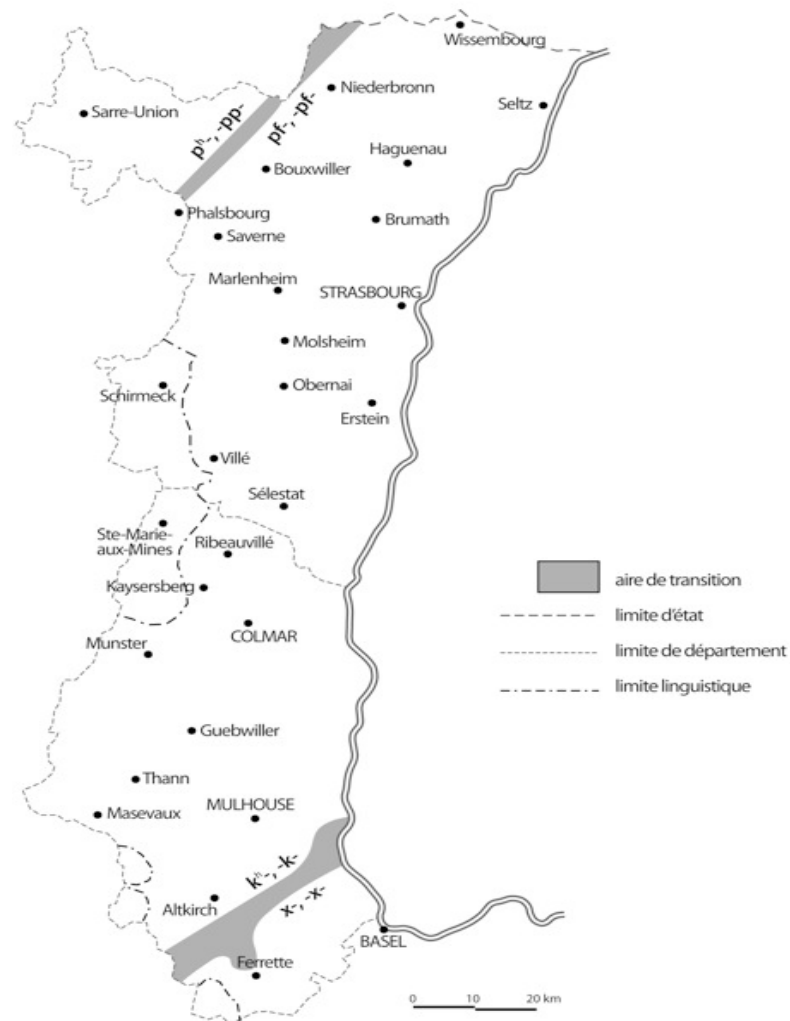 Wissembourg
Niederbronn
Seltz
Sarre-Union
pʰ-, -pp-
pf-, -pf-
Haguenau
Bouxwiller
Phalsbourg
Brumath
Saverne
Marlenheim
STRASBOURG
Molsheim
Schirmeck
Obernai
Erstein
Villé
Sélestat
Ste-Marie-
aux-Mines
Ribeauvillé
Kaysersberg
COLMAR
Munster
aire de transition
limite d'état
limite de département
limite linguistique
Guebwiller
Thann
Masevaux
MULHOUSE
kʰ-, -k-
x-, -x-
Altkirch
BASEL
Ferrette
0 10 20 km